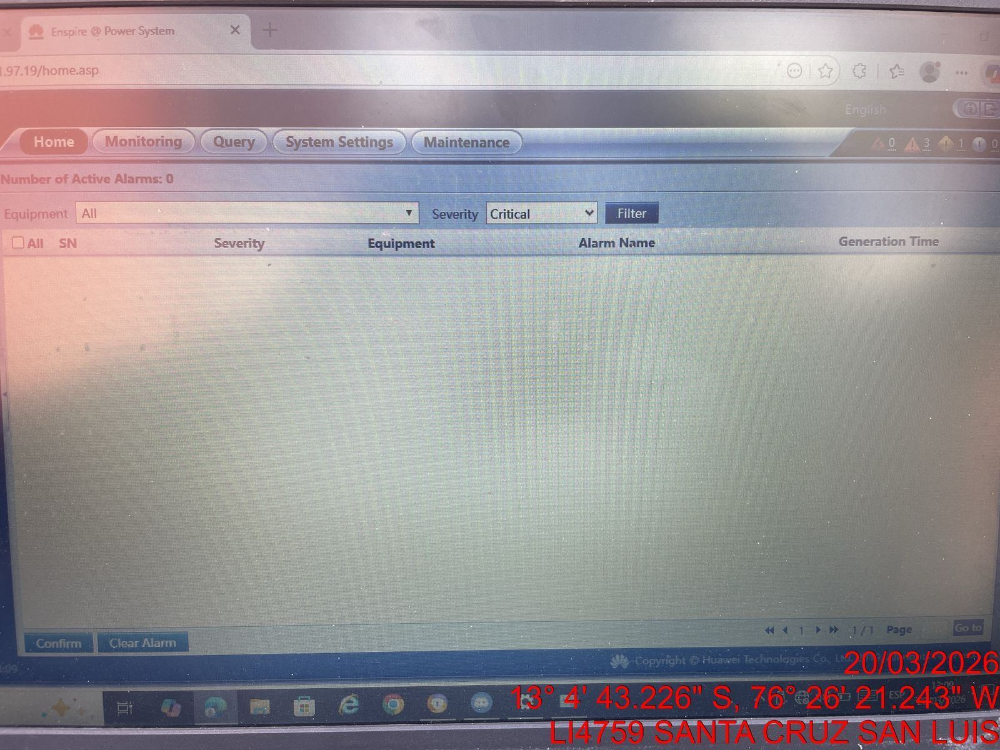 Enspire @ Power System
.97.19/home.asp
English
Home Monitoring Query System Settings Maintenance 0 3 1 0
Number of Active Alarms: 0
Equipment All Severity Critical Filter
All SN Severity Equipment Alarm Name Generation Time
1 1 / 1 Page Go to
Confirm Clear Alarm
Copyright © Huawei Technologies Co., Ltd.
20/03/2026
:09
ESP
13° 4' 43.226" S, 76° 26' 21.243" W
LI4759 SANTA CRUZ SAN LUIS